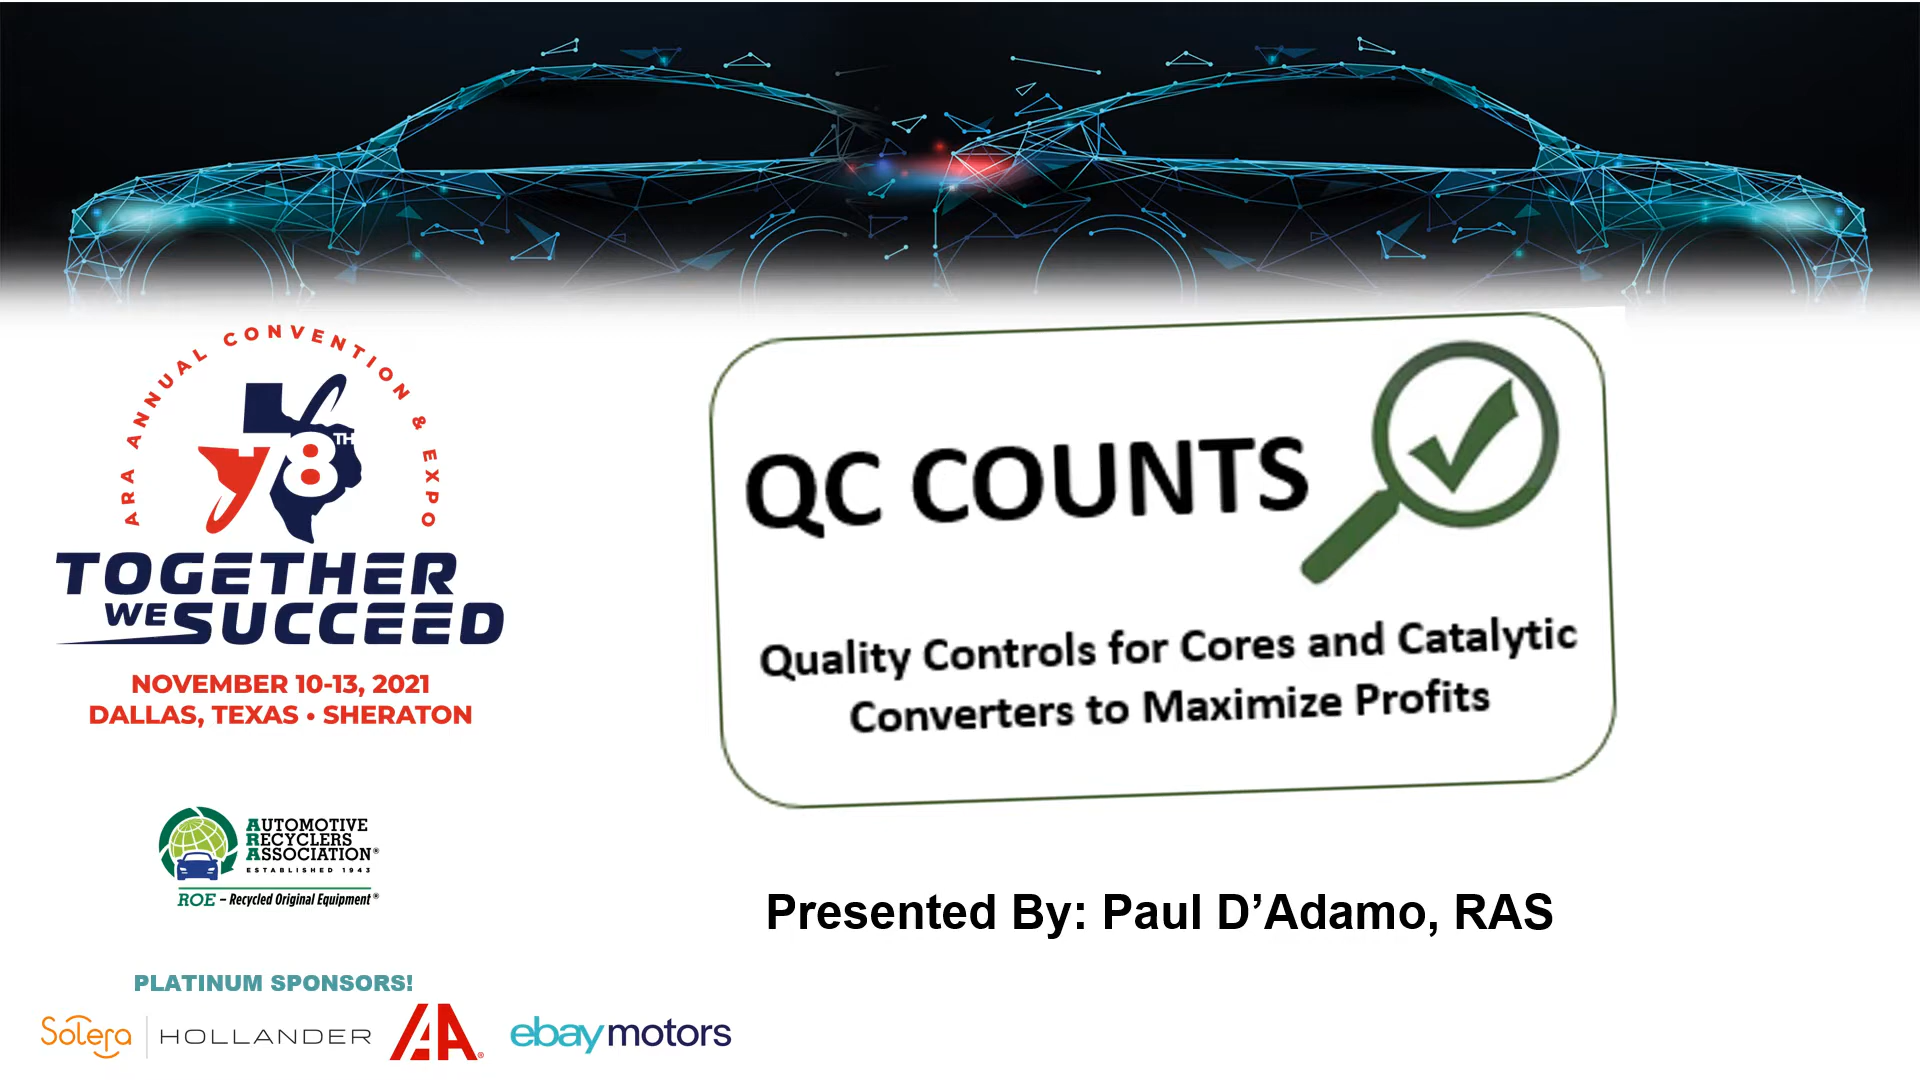 ARA ANNUAL CONVENTION & EXPO
78TH
TOGETHER
WE SUCCEED
NOVEMBER 10-13, 2021
DALLAS, TEXAS • SHERATON
QC COUNTS
Quality Controls for Cores and Catalytic
Converters to Maximize Profits
AUTOMOTIVE
RECYCLERS
ASSOCIATION®
ESTABLISHED 1943
ROE – Recycled Original Equipment®
Presented By: Paul D’Adamo, RAS
PLATINUM SPONSORS!
Solera HOLLANDER IAA® ebay motors